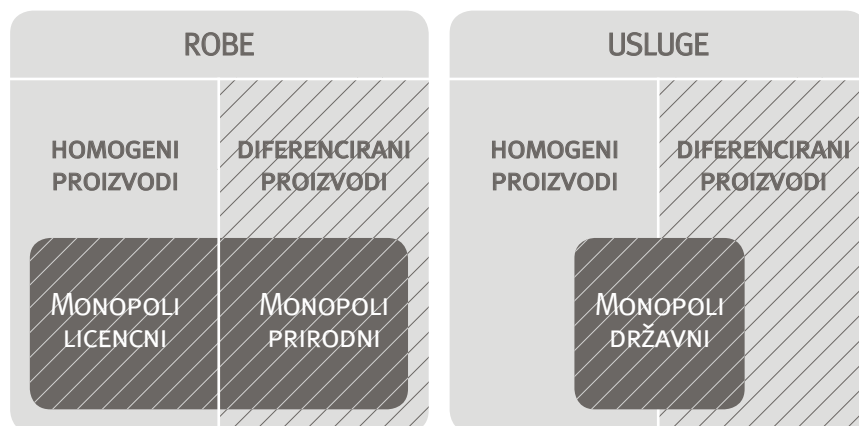 ROBE
HOMOGENI
PROIZVODI
DIFERENCIRANI
PROIZVODI
MONOPOLI
LICENCNI
MONOPOLI
PRIRODNI
USLUGE
HOMOGENI
PROIZVODI
DIFERENCIRANI
PROIZVODI
MONOPOLI
DRŽAVNI